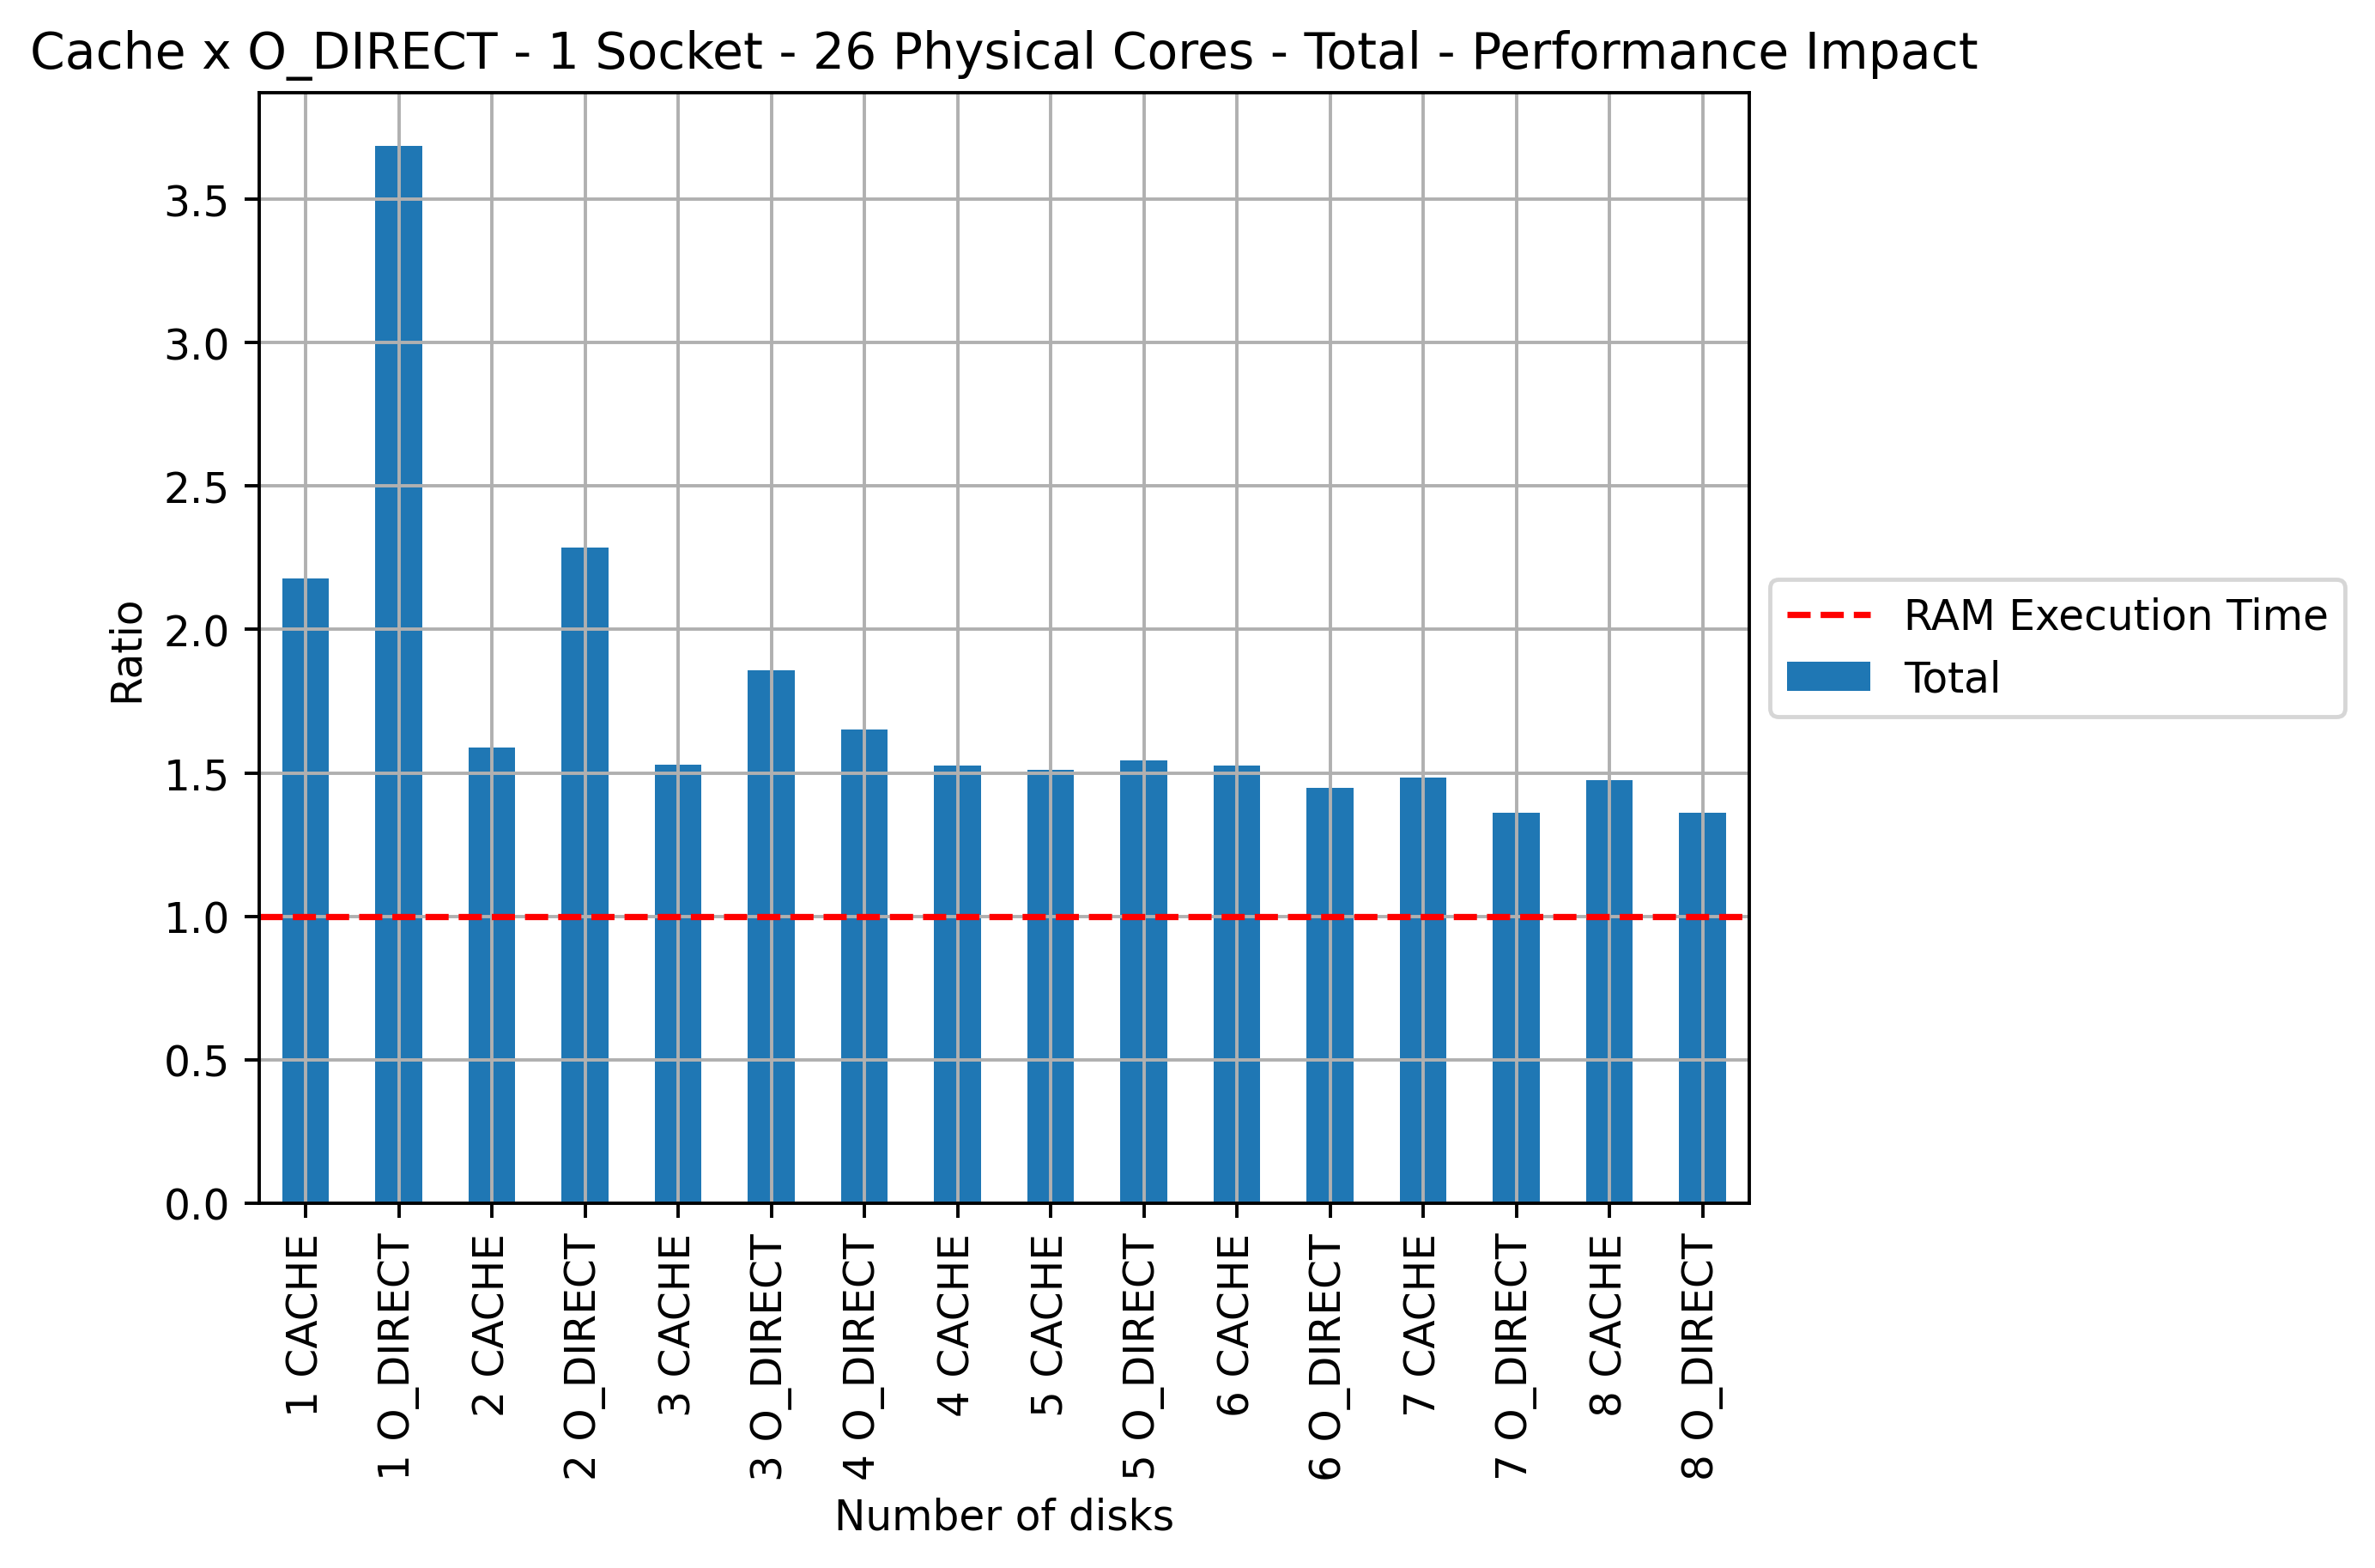 Cache x O_DIRECT - 1 Socket - 26 Physical Cores - Total - Performance Impact
Ratio
3.5
3.0
2.5
2.0
1.5
1.0
0.5
0.0
RAM Execution Time
Total
1 CACHE
1 O_DIRECT
2 CACHE
2 O_DIRECT
3 CACHE
3 O_DIRECT
4 O_DIRECT
4 CACHE
5 CACHE
5 O_DIRECT
6 CACHE
6 O_DIRECT
7 CACHE
7 O_DIRECT
8 CACHE
8 O_DIRECT
Number of disks